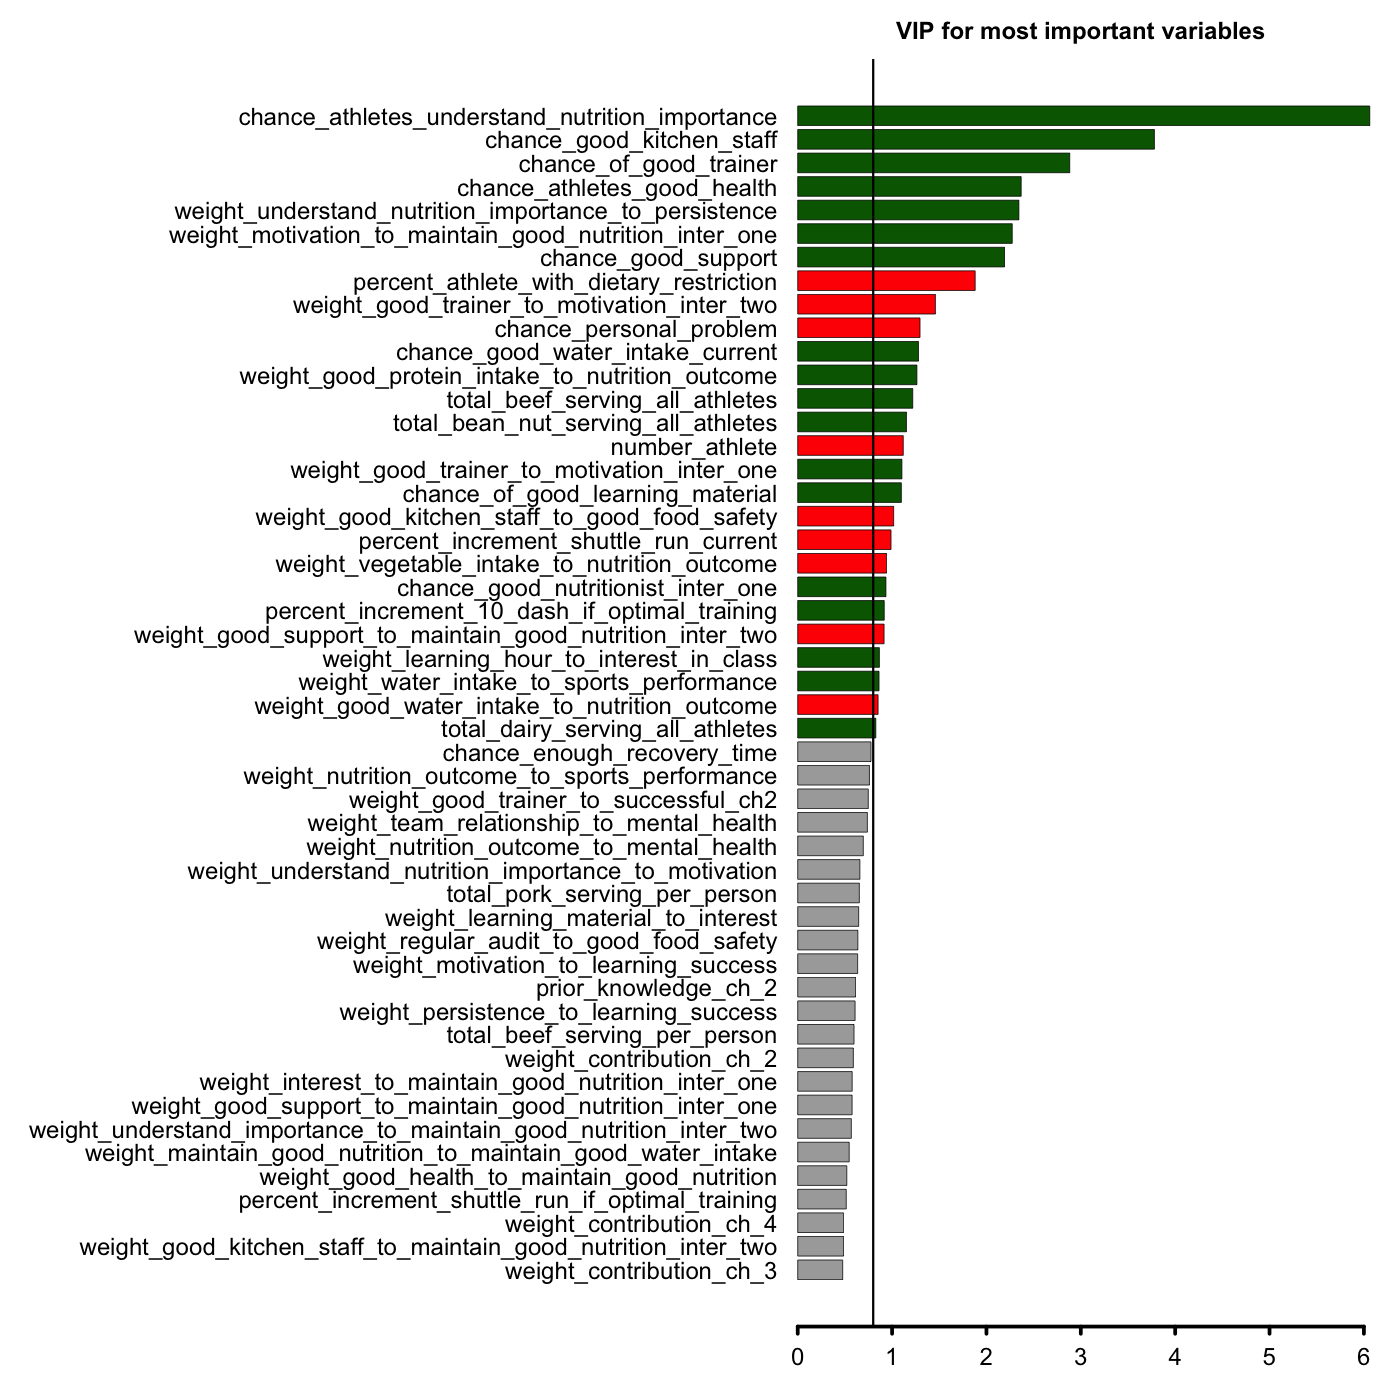 VIP for most important variables
chance_athletes_understand_nutrition_importance
chance_good_kitchen_staff
chance_of_good_trainer
chance_athletes_good_health
weight_understand_nutrition_importance_to_persistence
weight_motivation_to_maintain_good_nutrition_inter_one
chance_good_support
percent_athlete_with_dietary_restriction
weight_good_trainer_to_motivation_inter_two
chance_personal_problem
chance_good_water_intake_current
weight_good_protein_intake_to_nutrition_outcome
total_beef_serving_all_athletes
total_bean_nut_serving_all_athletes
number_athlete
weight_good_trainer_to_motivation_inter_one
chance_of_good_learning_material
weight_good_kitchen_staff_to_good_food_safety
percent_increment_shuttle_run_current
weight_vegetable_intake_to_nutrition_outcome
chance_good_nutritionist_inter_one
percent_increment_10_dash_if_optimal_training
weight_good_support_to_maintain_good_nutrition_inter_two
weight_learning_hour_to_interest_in_class
weight_water_intake_to_sports_performance
weight_good_water_intake_to_nutrition_outcome
total_dairy_serving_all_athletes
chance_enough_recovery_time
weight_nutrition_outcome_to_sports_performance
weight_good_trainer_to_successful_ch2
weight_team_relationship_to_mental_health
weight_nutrition_outcome_to_mental_health
weight_understand_nutrition_importance_to_motivation
total_pork_serving_per_person
weight_learning_material_to_interest
weight_regular_audit_to_good_food_safety
weight_motivation_to_learning_success
prior_knowledge_ch_2
weight_persistence_to_learning_success
total_beef_serving_per_person
weight_contribution_ch_2
weight_interest_to_maintain_good_nutrition_inter_one
weight_good_support_to_maintain_good_nutrition_inter_one
weight_understand_importance_to_maintain_good_nutrition_inter_two
weight_maintain_good_nutrition_to_maintain_good_water_intake
weight_good_health_to_maintain_good_nutrition
percent_increment_shuttle_run_if_optimal_training
weight_contribution_ch_4
weight_good_kitchen_staff_to_maintain_good_nutrition_inter_two
weight_contribution_ch_3
0 1 2 3 4 5 6